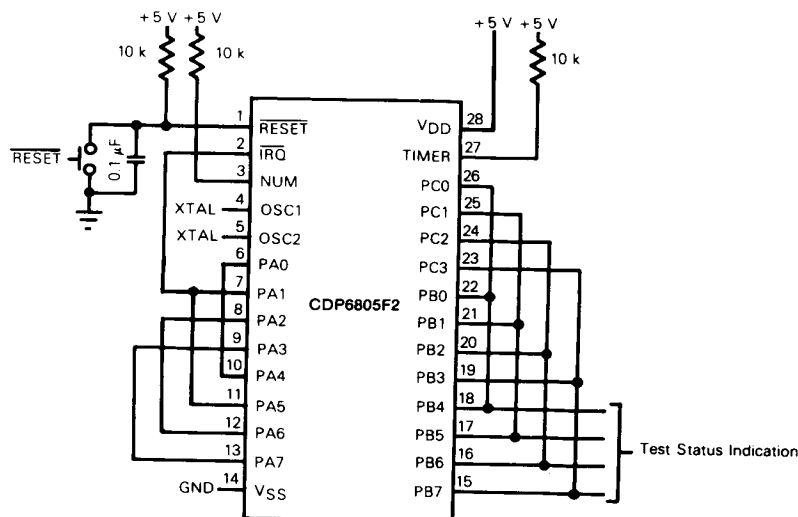 +5 V +5 V
10 k
10 k
+5 V
+5 V
10 k
RESET
0.1 µF
XTAL
XTAL
GND
1 RESET
2 IRQ
3 NUM
4 OSC1
5 OSC2
6 PA0
7 PA1
8 PA2
9 PA3
10 PA4
11 PA5
12 PA6
13 PA7
14 VSS
CDP6805F2
VDD 28
TIMER 27
PC0 26
PC1 25
PC2 24
PC3 23
PB0 22
PB1 21
PB2 20
PB3 19
PB4 18
PB5 17
PB6 16
PB7 15
Test Status Indication